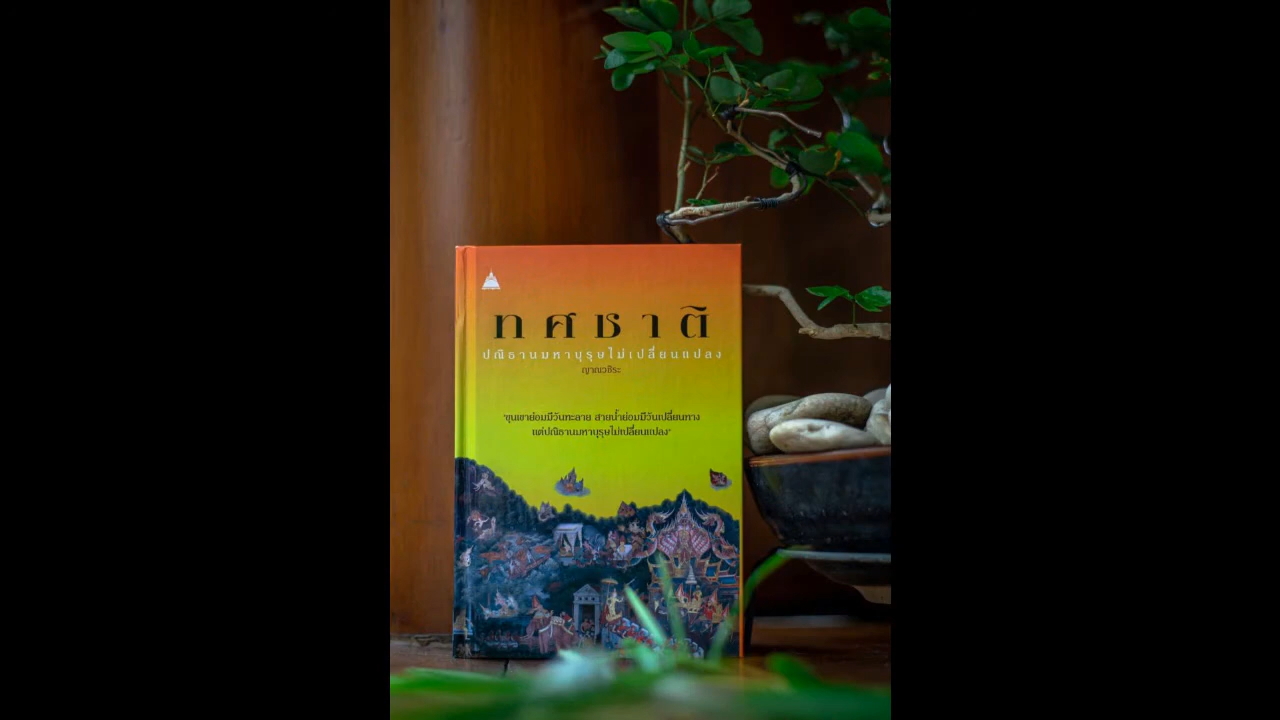 ทศชาติ
ปณิธานมหาบุรุษไม่เปลี่ยนแปลง
ญาณวชิระ
"ขุนเขาย่อมมีวันทะลาย สายน้ำย่อมมีวันเปลี่ยนทาง
แต่ปณิธานมหาบุรุษไม่เปลี่ยนแปลง"